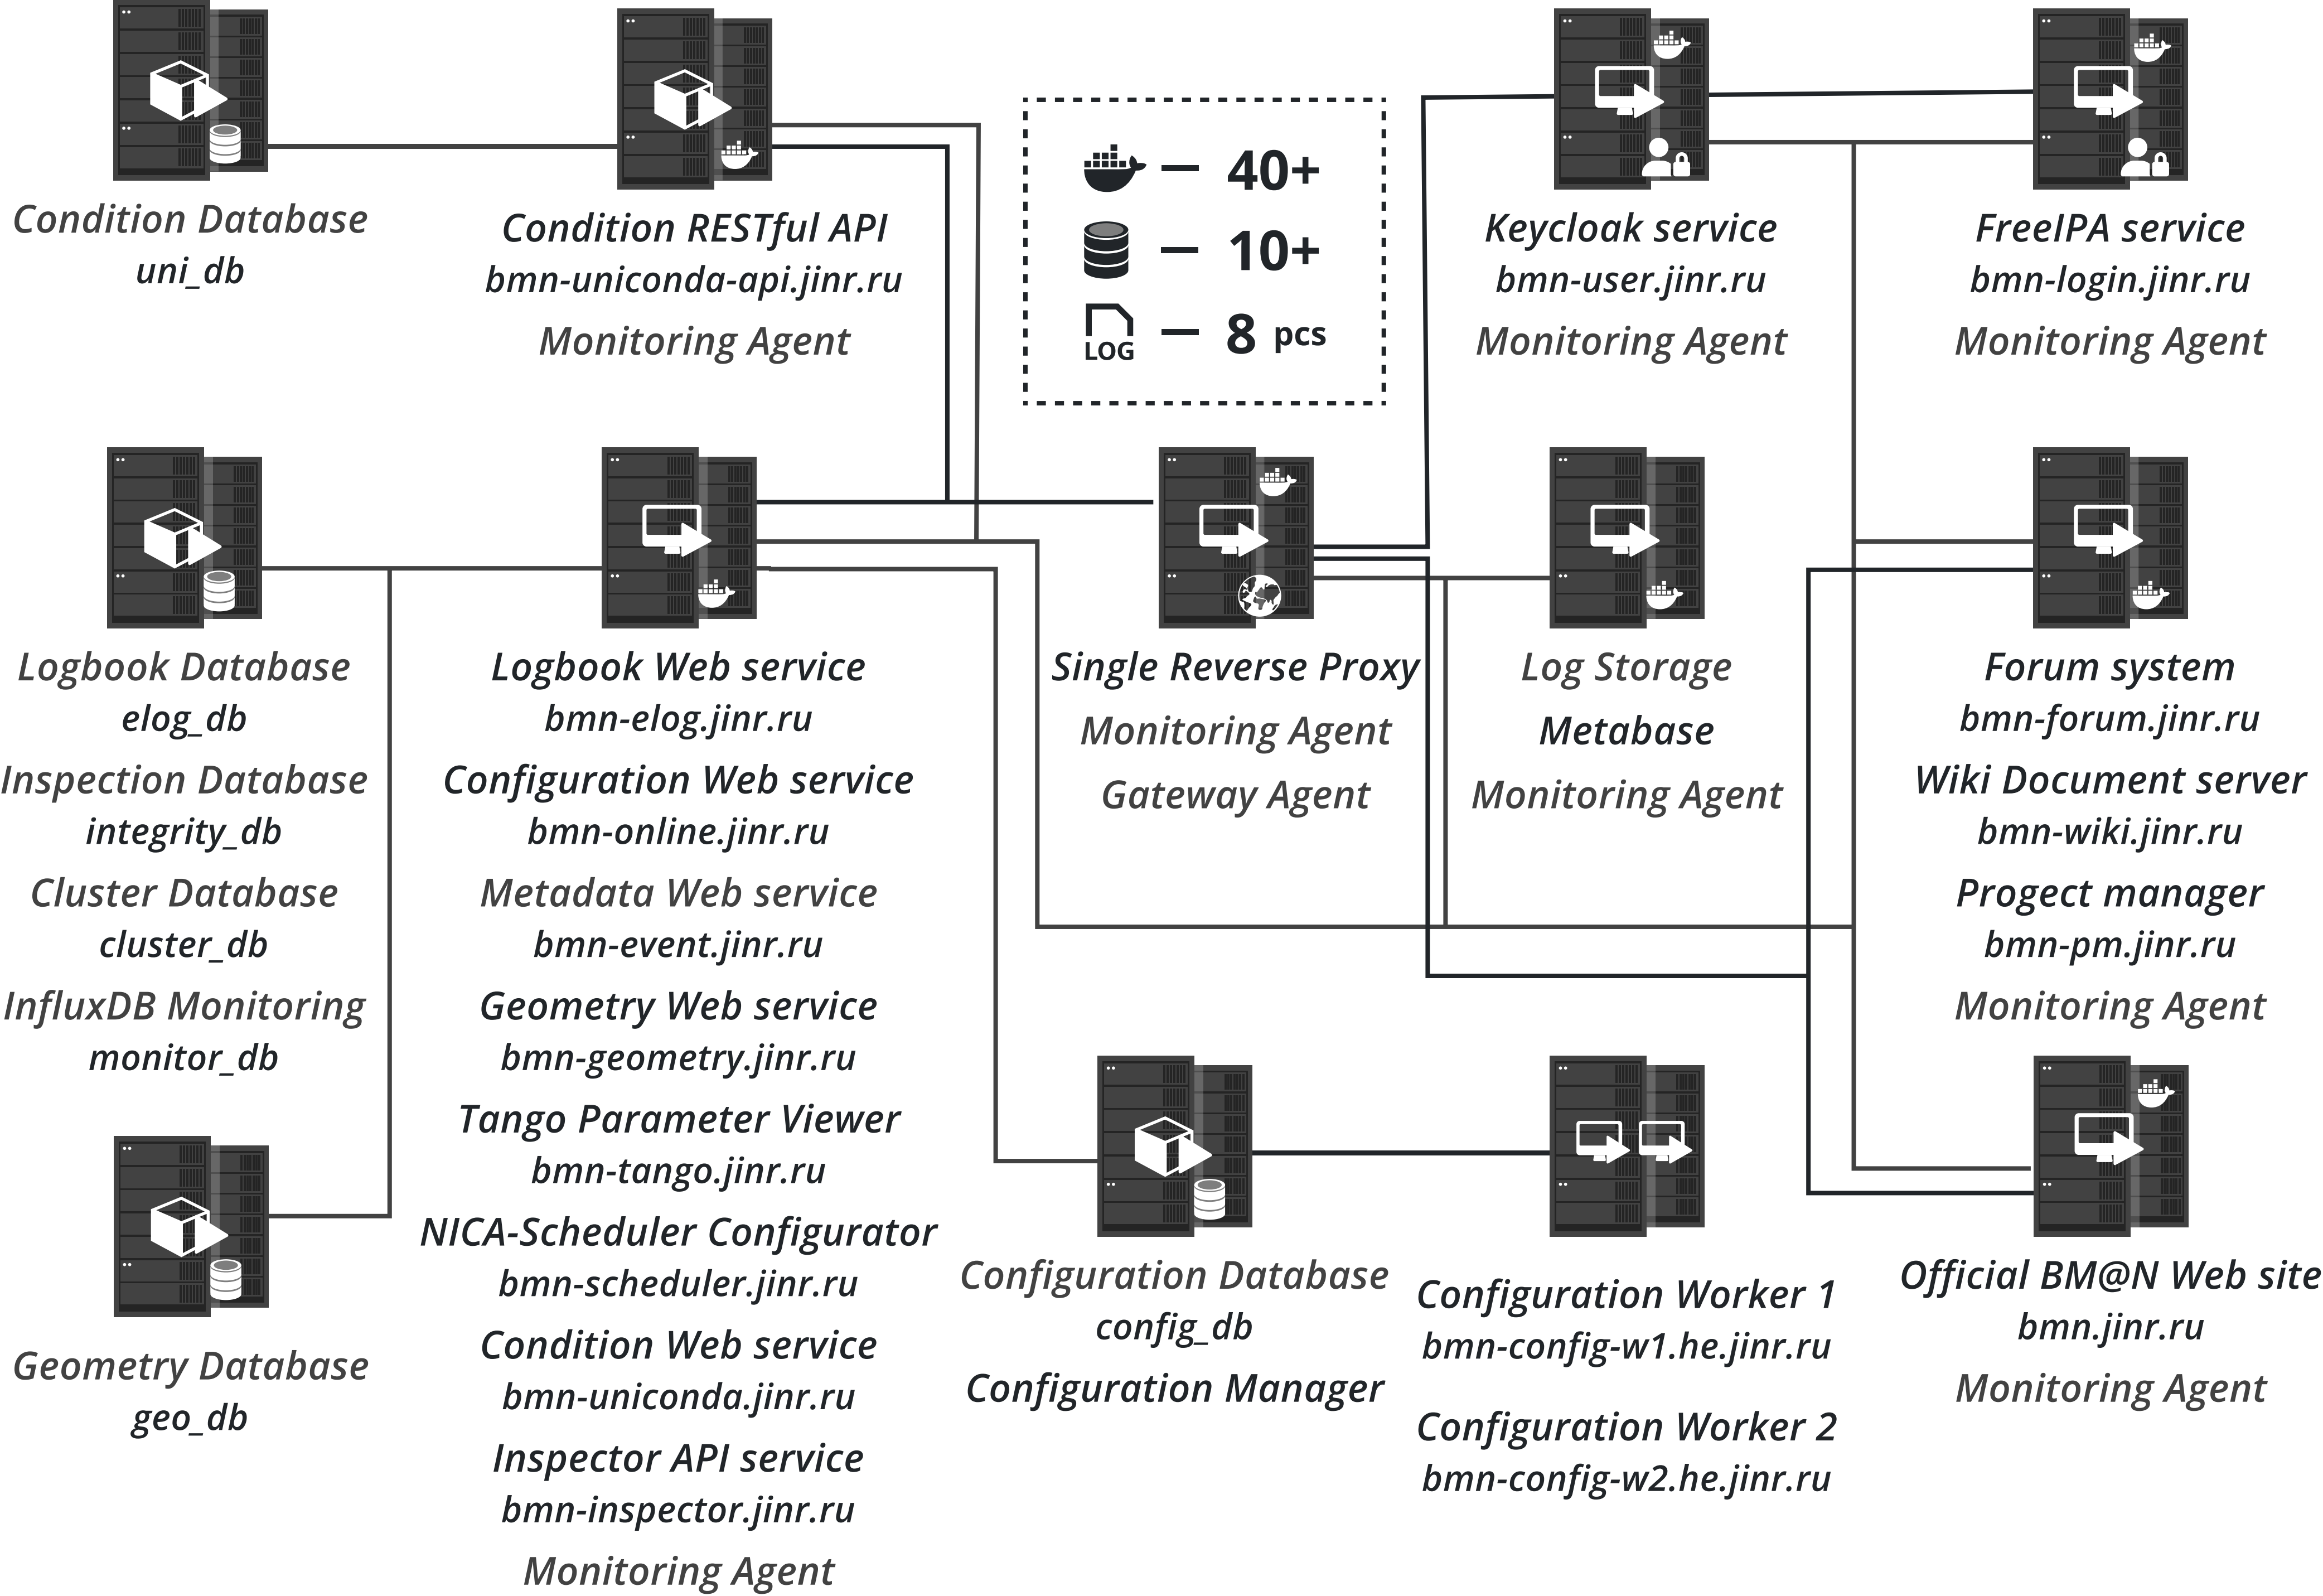 Condition Database
uni_db
Condition RESTful API
bmn-uniconda-api.jinr.ru
Monitoring Agent
— 40+
— 10+
LOG — 8 pcs
Keycloak service
bmn-user.jinr.ru
Monitoring Agent
FreeIPA service
bmn-login.jinr.ru
Monitoring Agent
Logbook Database
elog_db
Inspection Database
integrity_db
Cluster Database
cluster_db
InfluxDB Monitoring
monitor_db
Geometry Database
geo_db
Logbook Web service
bmn-elog.jinr.ru
Configuration Web service
bmn-online.jinr.ru
Metadata Web service
bmn-event.jinr.ru
Geometry Web service
bmn-geometry.jinr.ru
Tango Parameter Viewer
bmn-tango.jinr.ru
NICA-Scheduler Configurator
bmn-scheduler.jinr.ru
Condition Web service
bmn-uniconda.jinr.ru
Inspector API service
bmn-inspector.jinr.ru
Monitoring Agent
Single Reverse Proxy
Monitoring Agent
Gateway Agent
Log Storage
Metabase
Monitoring Agent
Forum system
bmn-forum.jinr.ru
Wiki Document server
bmn-wiki.jinr.ru
Progect manager
bmn-pm.jinr.ru
Monitoring Agent
Configuration Database
config_db
Configuration Manager
Configuration Worker 1
bmn-config-w1.he.jinr.ru
Configuration Worker 2
bmn-config-w2.he.jinr.ru
Official BM@N Web site
bmn.jinr.ru
Monitoring Agent